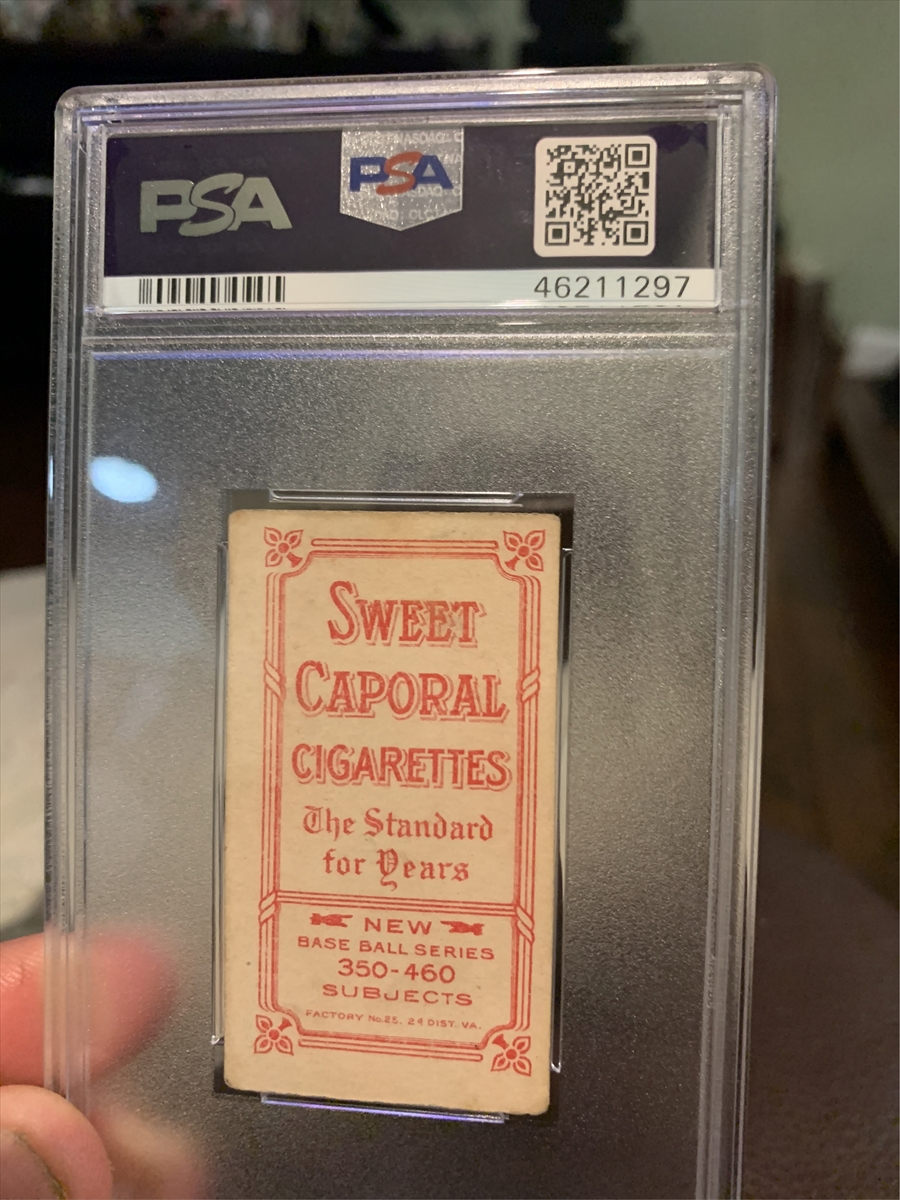 PSA
PSA
46211297
SWEET
CAPORAL
CIGARETTES
The Standard
for Years
NEW
BASE BALL SERIES
350-460
SUBJECTS
FACTORY No. 25. 2d DIST. VA.